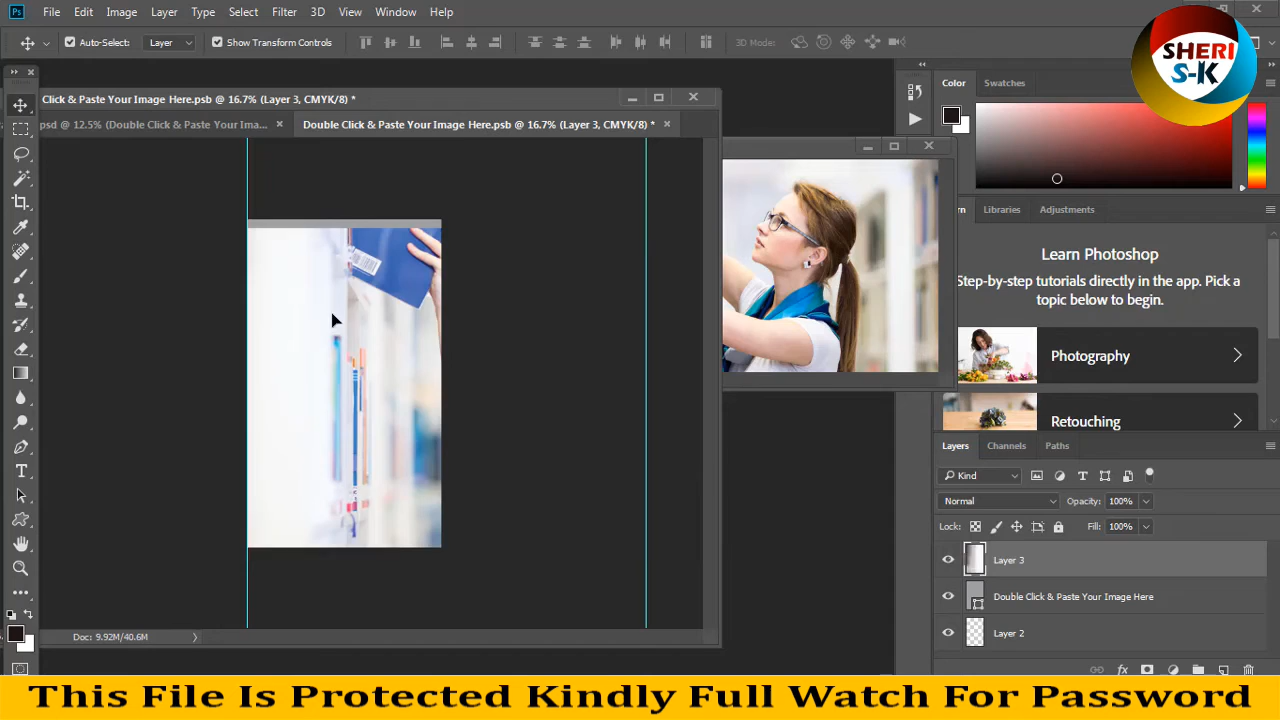 Ps File Edit Image Layer Type Select Filter 3D View Window Help
Auto-Select: Layer Show Transform Controls 3D Mode:
SHERI
S-K
Color Swatches
Click & Paste Your Image Here.psb @ 16.7% (Layer 3, CMYK/8) *
psd @ 12.5% (Double Click & Paste Your Ima... Double Click & Paste Your Image Here.psb @ 16.7% (Layer 3, CMYK/8) *
rn Libraries Adjustments
Learn Photoshop
Step-by-step tutorials directly in the app. Pick a
topic below to begin.
Photography
Retouching
Layers Channels Paths
Kind
Normal Opacity: 100%
Lock: Fill: 100%
Layer 3
Double Click & Paste Your Image Here
Layer 2
Doc: 9.92M/40.6M
fx
This File Is Protected Kindly Full Watch For Password